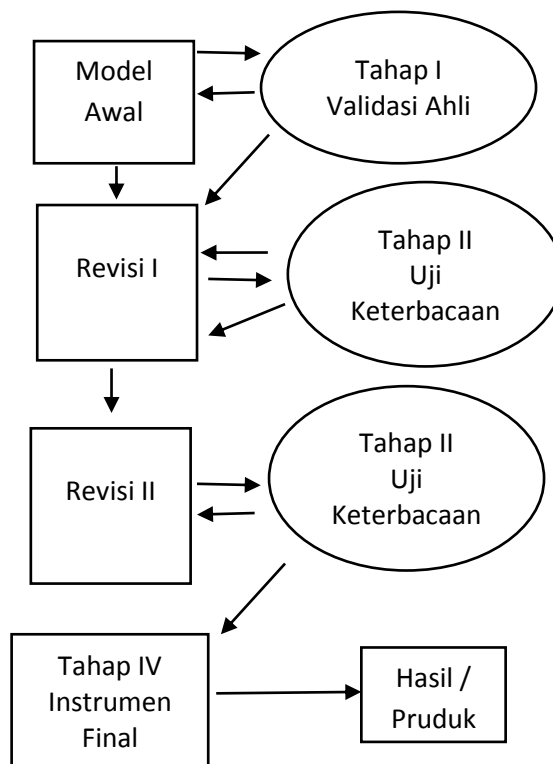 Model
Awal
Tahap I
Validasi Ahli
Revisi I
Tahap II
Uji
Keterbacaan
Revisi II
Tahap II
Uji
Keterbacaan
Tahap IV
Instrumen
Final
Hasil /
Pruduk